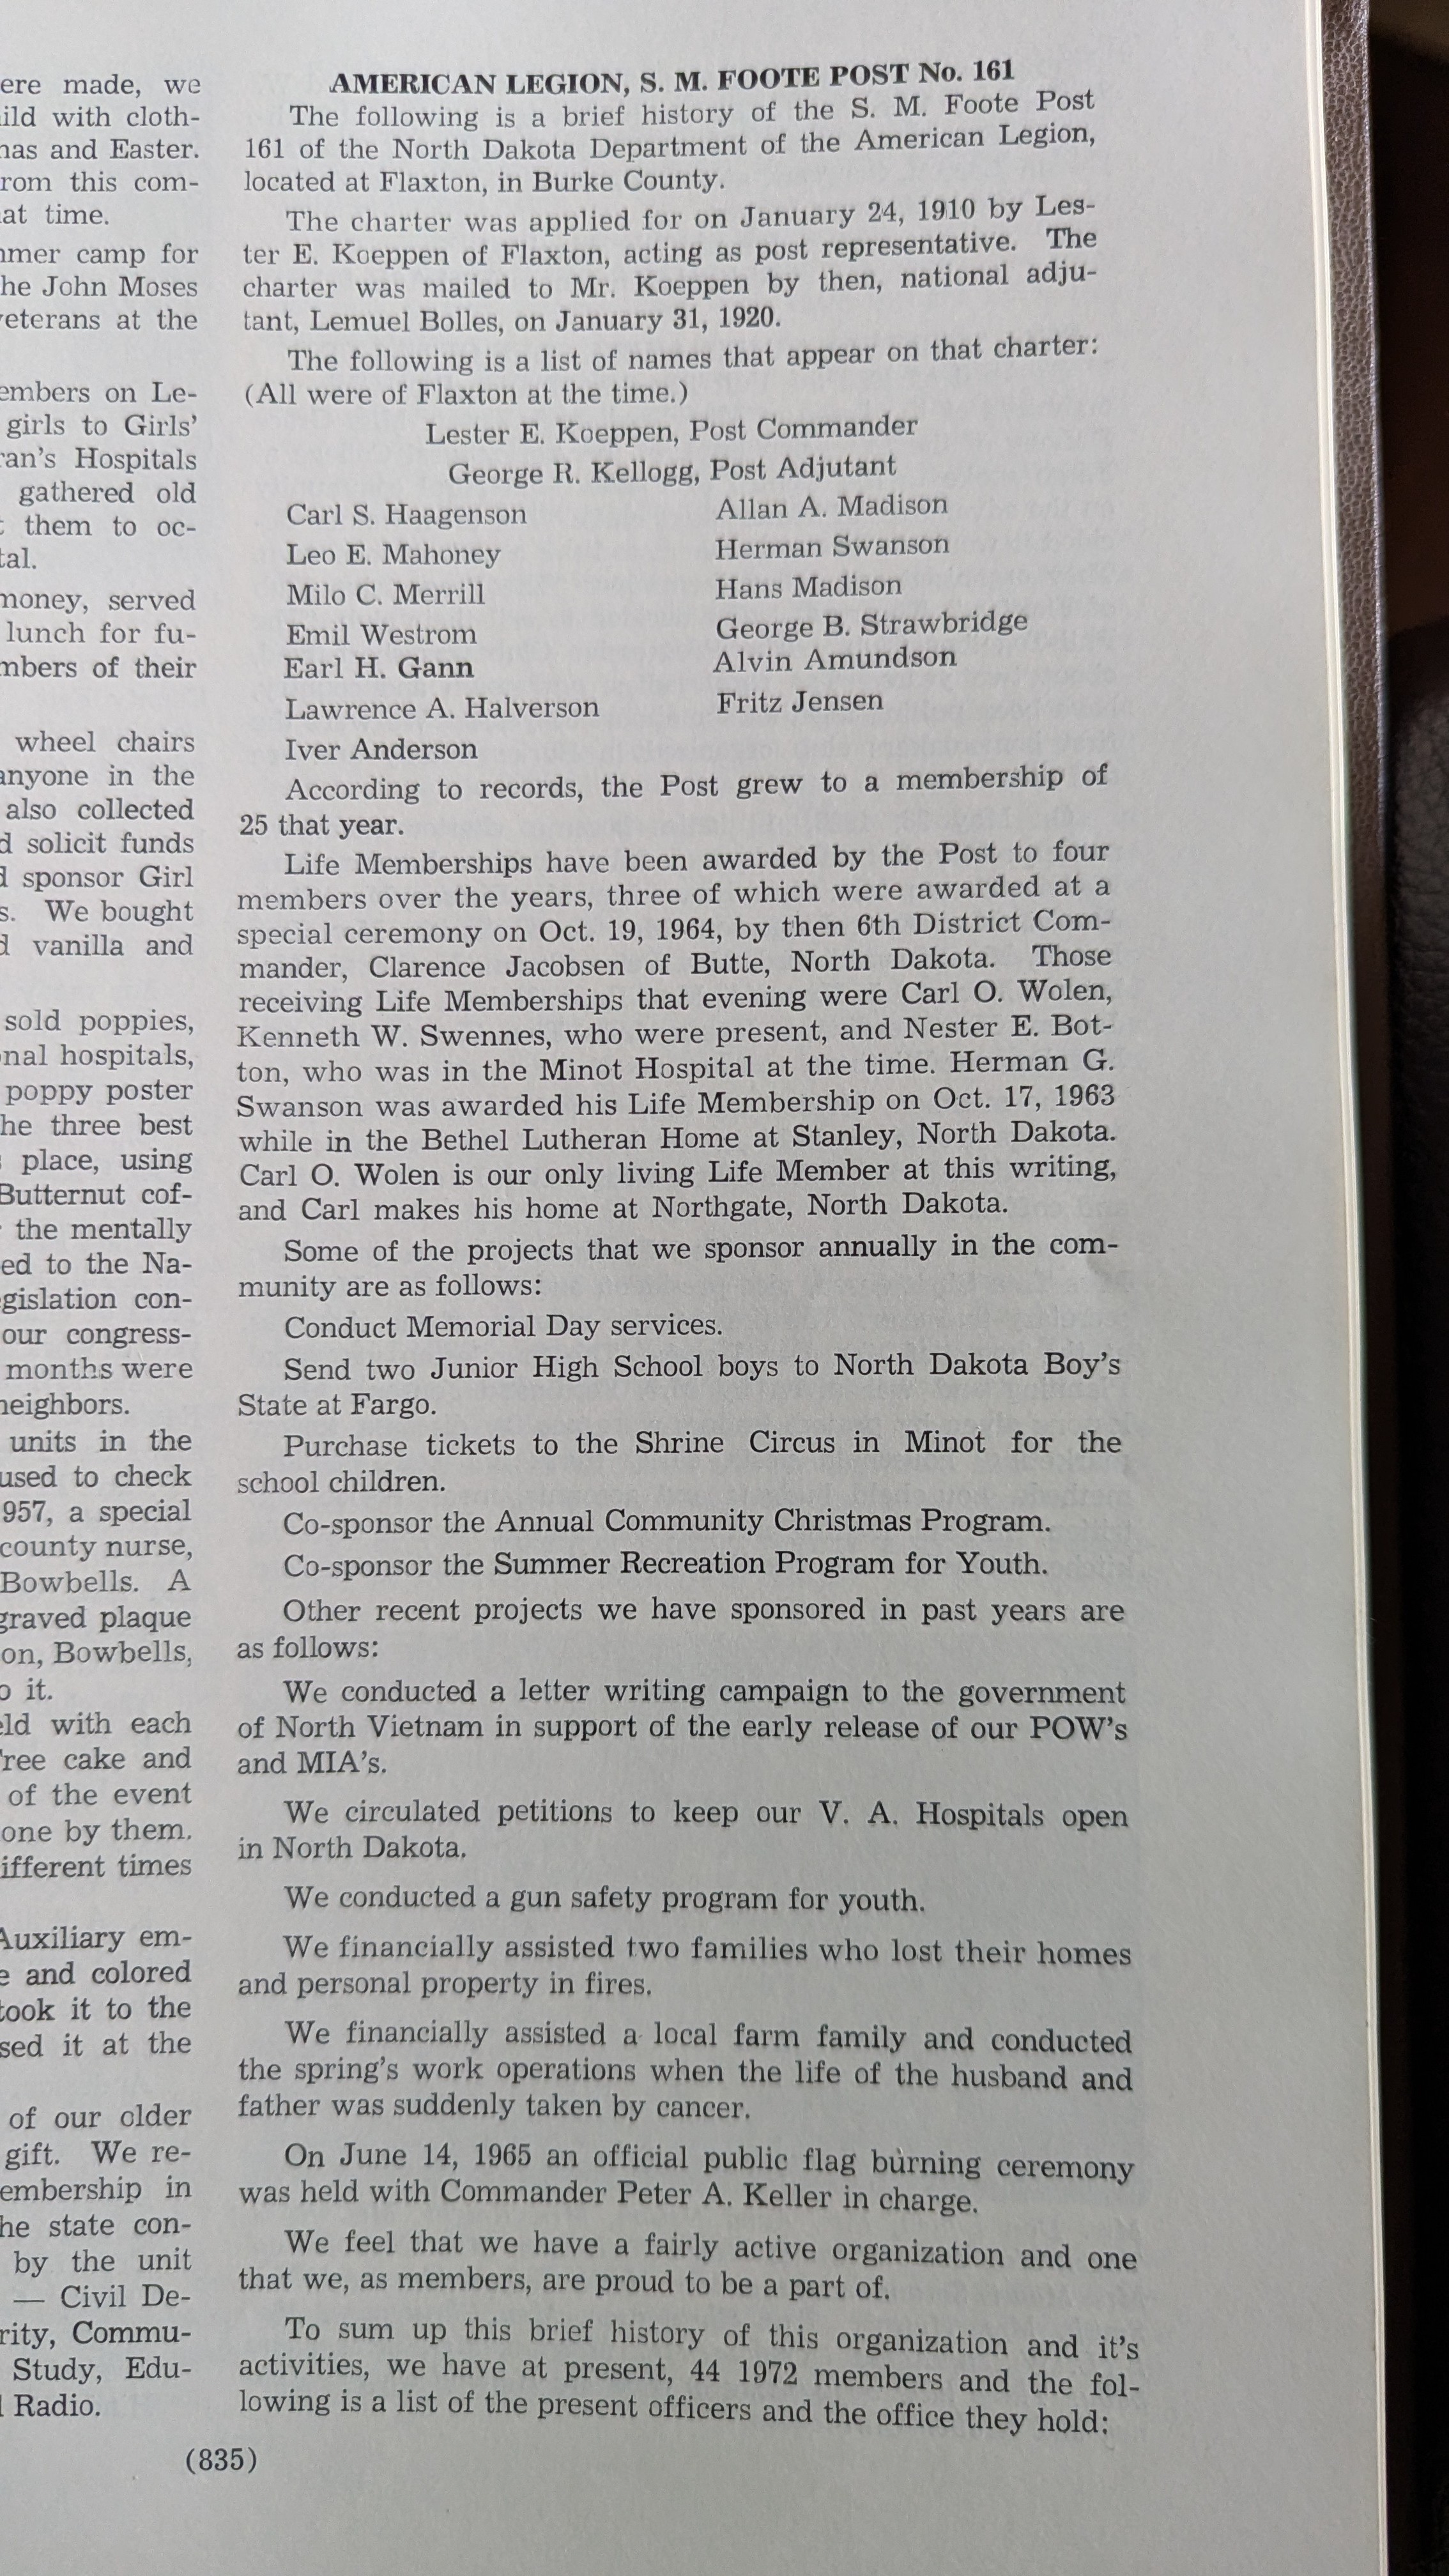 ere made, we
ild with cloth-
nas and Easter.
rom this com-
at time.
mer camp for
he John Moses
eterans at the
embers on Le-
girls to Girls'
ran's Hospitals
gathered old
them to oc-
tal.
money, served
lunch for fu-
mbers of their
wheel chairs
anyone in the
also collected
d solicit funds
d sponsor Girl
s. We bought
d vanilla and
sold poppies,
onal hospitals,
poppy poster
he three best
place, using
Butternut cof-
the mentally
ed to the Na-
egislation con-
our congress-
months were
neighbors.
units in the
used to check
957, a special
county nurse,
Bowbells. A
graved plaque
on, Bowbells,
o it.
eld with each
Free cake and
of the event
one by them.
ifferent times
Auxiliary em-
e and colored
took it to the
sed it at the
of our older
gift. We re-
embership in
he state con-
by the unit
— Civil De-
rity, Commu-
Study, Edu-
l Radio.
AMERICAN LEGION, S. M. FOOTE POST No. 161
The following is a brief history of the S. M. Foote Post
161 of the North Dakota Department of the American Legion,
located at Flaxton, in Burke County.
The charter was applied for on January 24, 1910 by Les-
ter E. Koeppen of Flaxton, acting as post representative. The
charter was mailed to Mr. Koeppen by then, national adju-
tant, Lemuel Bolles, on January 31, 1920.
The following is a list of names that appear on that charter:
(All were of Flaxton at the time.)
Lester E. Koeppen, Post Commander
George R. Kellogg, Post Adjutant
Carl S. Haagenson Allan A. Madison
Leo E. Mahoney Herman Swanson
Milo C. Merrill Hans Madison
Emil Westrom George B. Strawbridge
Earl H. Gann Alvin Amundson
Lawrence A. Halverson Fritz Jensen
Iver Anderson
According to records, the Post grew to a membership of
25 that year.
Life Memberships have been awarded by the Post to four
members over the years, three of which were awarded at a
special ceremony on Oct. 19, 1964, by then 6th District Com-
mander, Clarence Jacobsen of Butte, North Dakota. Those
receiving Life Memberships that evening were Carl O. Wolen,
Kenneth W. Swennes, who were present, and Nester E. Bot-
ton, who was in the Minot Hospital at the time. Herman G.
Swanson was awarded his Life Membership on Oct. 17, 1963
while in the Bethel Lutheran Home at Stanley, North Dakota.
Carl O. Wolen is our only living Life Member at this writing,
and Carl makes his home at Northgate, North Dakota.
Some of the projects that we sponsor annually in the com-
munity are as follows:
Conduct Memorial Day services.
Send two Junior High School boys to North Dakota Boy's
State at Fargo.
Purchase tickets to the Shrine Circus in Minot for the
school children.
Co-sponsor the Annual Community Christmas Program.
Co-sponsor the Summer Recreation Program for Youth.
Other recent projects we have sponsored in past years are
as follows:
We conducted a letter writing campaign to the government
of North Vietnam in support of the early release of our POW's
and MIA's.
We circulated petitions to keep our V. A. Hospitals open
in North Dakota.
We conducted a gun safety program for youth.
We financially assisted two families who lost their homes
and personal property in fires.
We financially assisted a local farm family and conducted
the spring's work operations when the life of the husband and
father was suddenly taken by cancer.
On June 14, 1965 an official public flag burning ceremony
was held with Commander Peter A. Keller in charge.
We feel that we have a fairly active organization and one
that we, as members, are proud to be a part of.
To sum up this brief history of this organization and it's
activities, we have at present, 44 1972 members and the fol-
lowing is a list of the present officers and the office they hold:
(835)